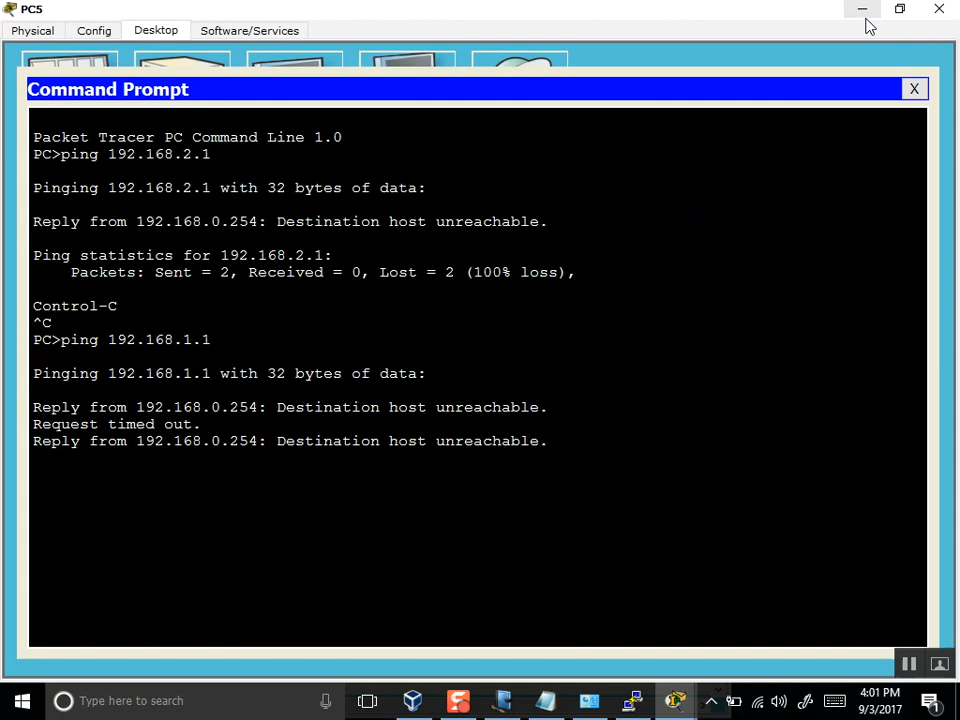 PC5
Physical
Config
Desktop
Software/Services
Command Prompt
X
Packet Tracer PC Command Line 1.0
PC>ping 192.168.2.1
Pinging 192.168.2.1 with 32 bytes of data:
Reply from 192.168.0.254: Destination host unreachable.
Ping statistics for 192.168.2.1:
Packets: Sent = 2, Received = 0, Lost = 2 (100% loss),
Control-C
^C
PC>ping 192.168.1.1
Pinging 192.168.1.1 with 32 bytes of data:
Reply from 192.168.0.254: Destination host unreachable.
Request timed out.
Reply from 192.168.0.254: Destination host unreachable.
Type here to search
4:01 PM
9/3/2017
1